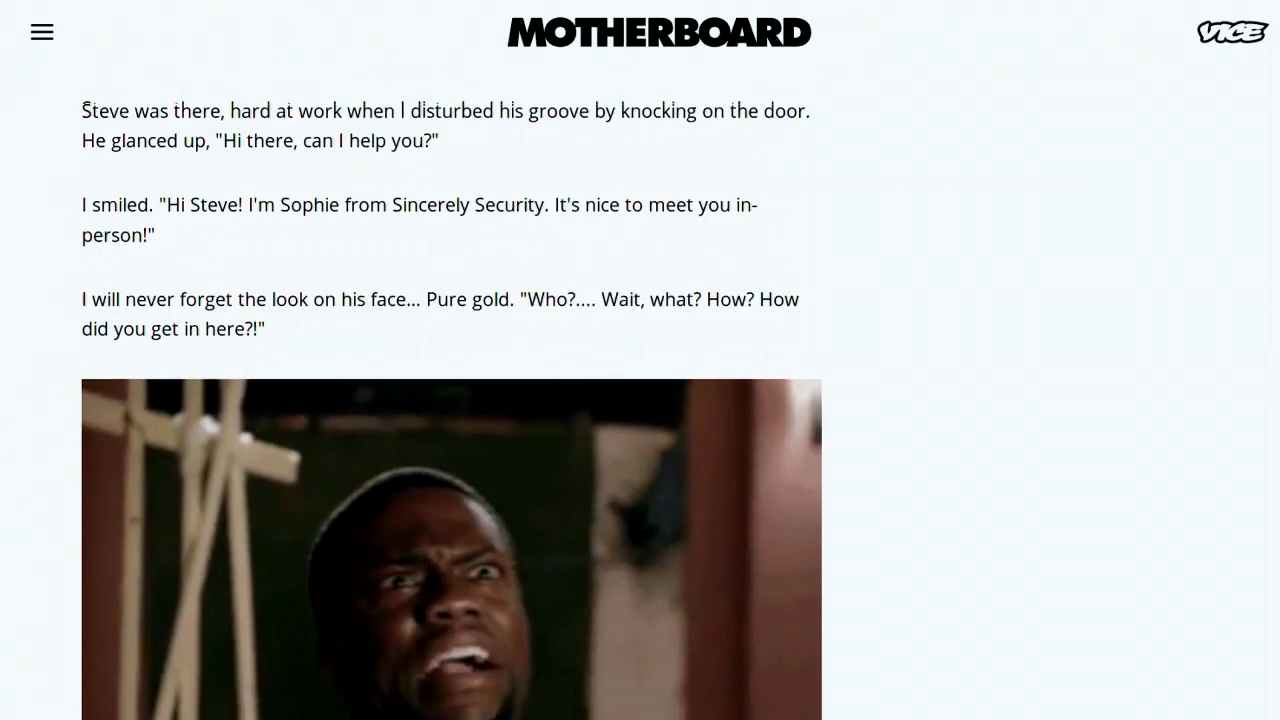 MOTHERBOARD
VICE
Steve was there, hard at work when I disturbed his groove by knocking on the door.
He glanced up, "Hi there, can I help you?"
I smiled. "Hi Steve! I'm Sophie from Sincerely Security. It's nice to meet you in-
person!"
I will never forget the look on his face... Pure gold. "Who?.... Wait, what? How? How
did you get in here?!"